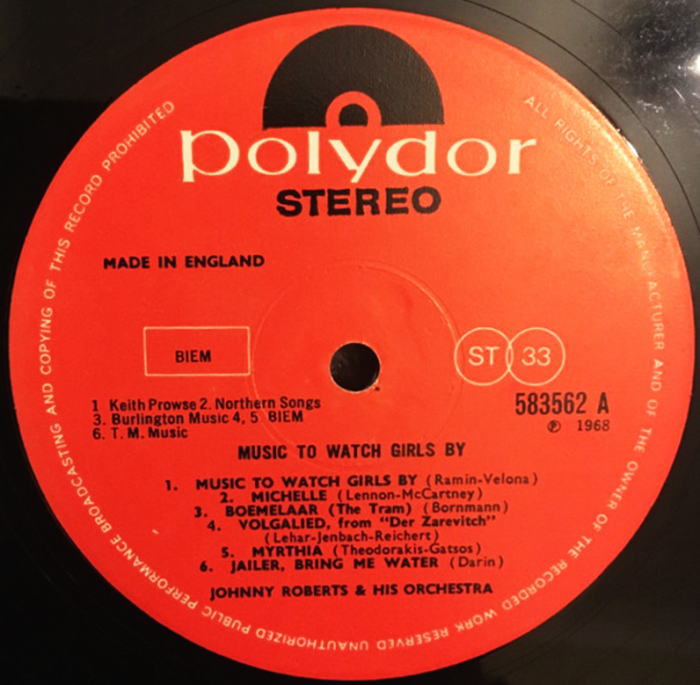 polydor
STEREO
MADE IN ENGLAND
BIEM
ST 33
1 Keith Prowse 2. Northern Songs
3. Burlington Music 4, 5 BIEM
6. T. M. Music
583562 A
℗ 1968
MUSIC TO WATCH GIRLS BY
1. MUSIC TO WATCH GIRLS BY (Ramin-Velona)
2. MICHELLE (Lennon-McCartney)
3. BOEMELAAR (The Tram) (Bornmann)
4. VOLGALIED, from "Der Zarevitch"
(Lehar-Jenbach-Reichert)
5. MYRTHIA (Theodorakis-Gatsos)
6. JAILER, BRING ME WATER (Darin)
JOHNNY ROBERTS & HIS ORCHESTRA
ALL RIGHTS OF THE MANUFACTURER AND OF THE OWNER OF THE RECORDED WORK RESERVED UNAUTHORIZED PUBLIC PERFORMANCE BROADCASTING AND COPYING OF THIS RECORD PROHIBITED